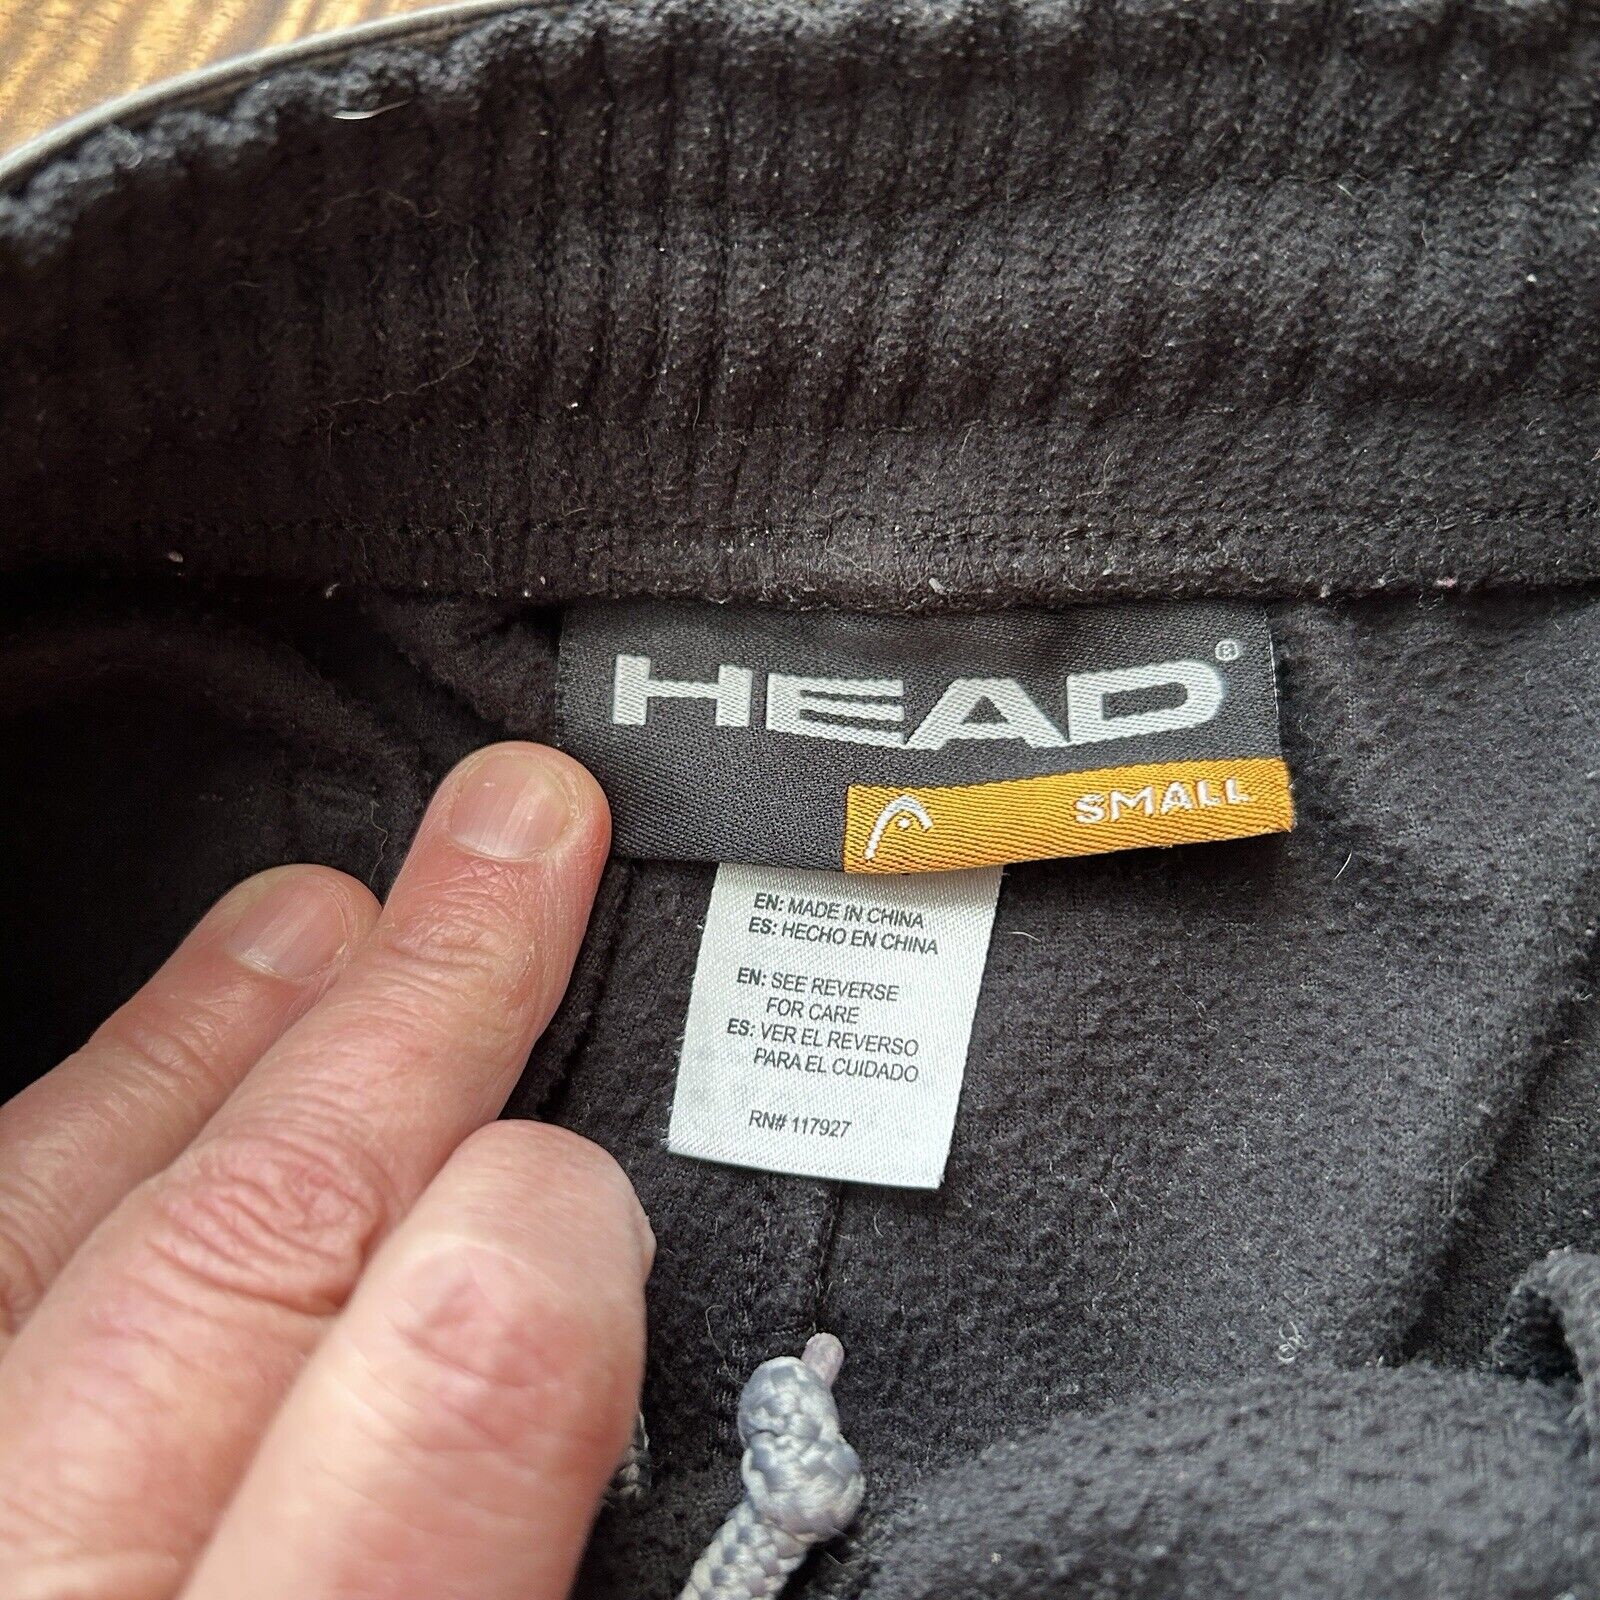 HEAD®
SMALL
EN: MADE IN CHINA
ES: HECHO EN CHINA
EN: SEE REVERSE
FOR CARE
ES: VER EL REVERSO
PARA EL CUIDADO
RN# 117927